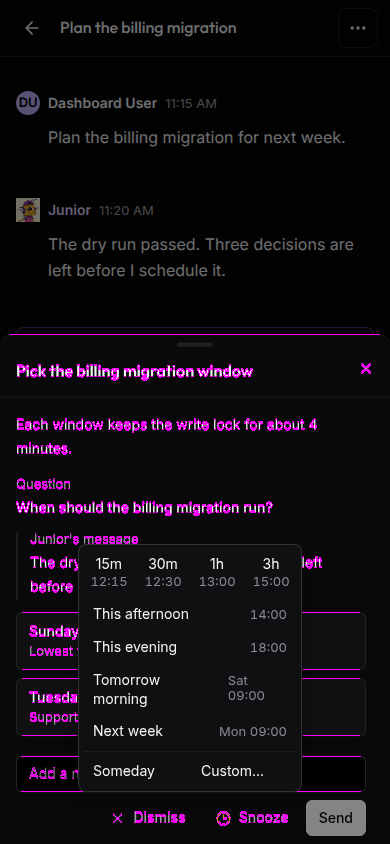 Plan the billing migration
DU Dashboard User 11:15 AM
Plan the billing migration for next week.
Junior 11:20 AM
The dry run passed. Three decisions are
left before I schedule it.
Pick the billing migration window
Each window keeps the write lock for about 4
minutes.
Question
When should the billing migration run?
Junior's message
The dry
left
before
15m 30m 1h 3h
12:15 12:30 13:00 15:00
This afternoon 14:00
This evening 18:00
Tomorrow
morning
Sat
09:00
Next week Mon 09:00
Someday Custom...
Sunday
Lowest
Tuesda
Support
Add a
Dismiss Snooze Send